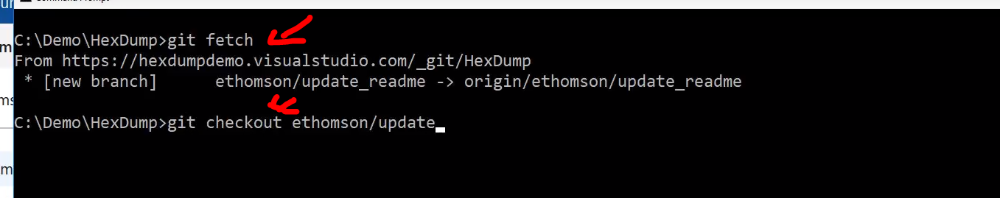 C:\Demo\HexDump>git fetch
From https://hexdumpdemo.visualstudio.com/_git/HexDump
 * [new branch]      ethomson/update_readme -> origin/ethomson/update_readme
C:\Demo\HexDump>git checkout ethomson/update